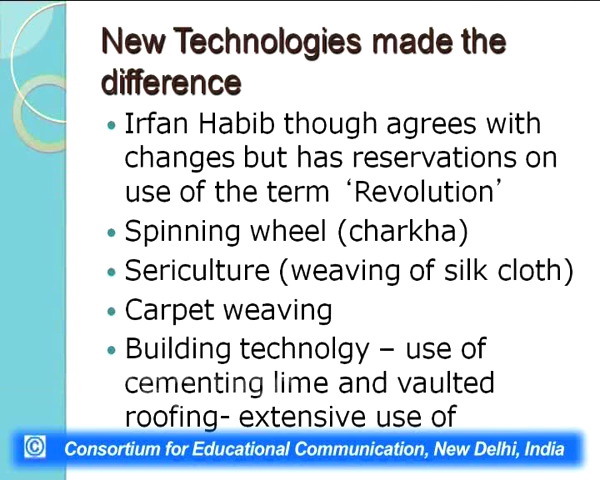 New Technologies made the
difference
• Irfan Habib though agrees with
changes but has reservations on
use of the term ‘Revolution’
• Spinning wheel (charkha)
• Sericulture (weaving of silk cloth)
• Carpet weaving
• Building technolgy – use of
cementing lime and vaulted
roofing- extensive use of
© Consortium for Educational Communication, New Delhi, India